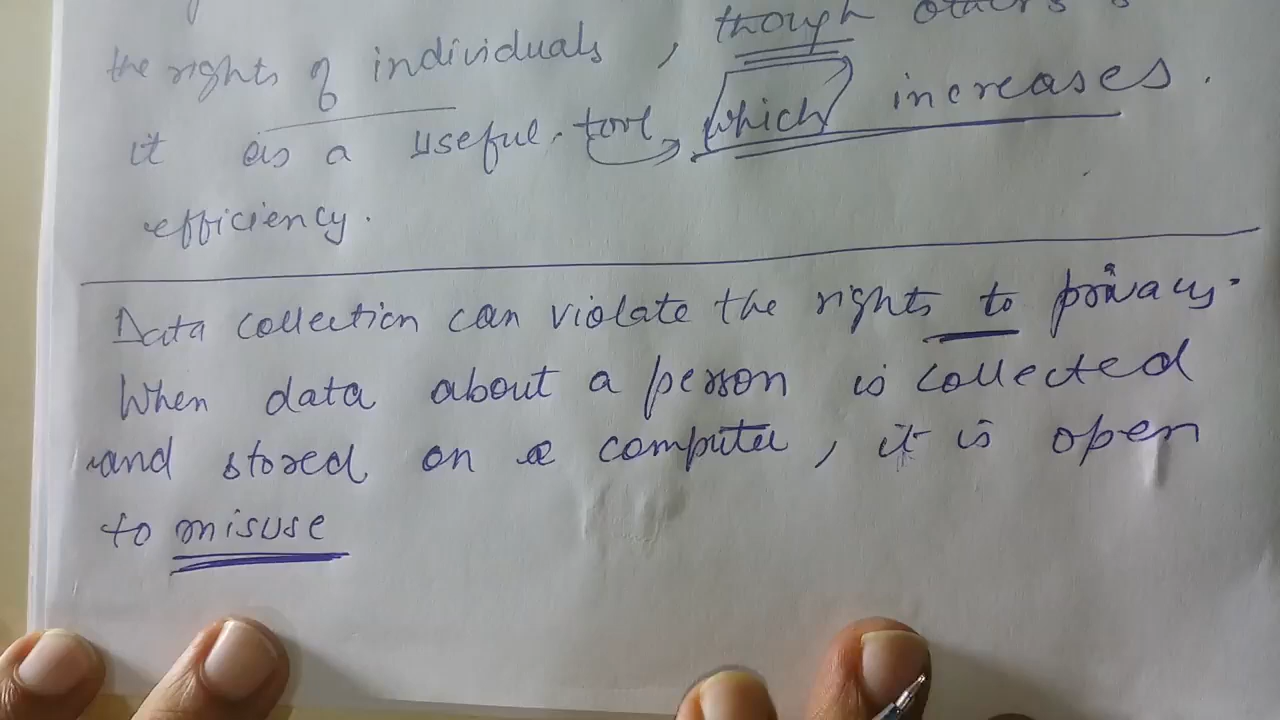 the rights of individuals, though others
it as a useful tool, which increases.
efficiency.
Data collection can violate the rights to privacy.
When data about a person is collected
and stored on a computer, it is open
to misuse